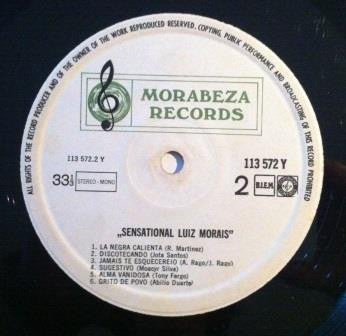 ALL RIGHTS OF THE RECORD PRODUCER AND OF THE OWNER OF THE WORK REPRODUCED RESERVED. COPYING, PUBLIC PERFORMANCE AND BROADCASTING OF THIS RECORD PROHIBITED
MORABEZA
RECORDS
113 572.2 Y
113 572 Y
33⅓
STEREO - MONO
2
B.I.E.M.
„SENSATIONAL LUIZ MORAIS"
1. LA NEGRA CALIENTA (R. Martinez)
2. DISCOTECANDO (Jota Santos)
3. JAMAIS TE ESQUECEREIO (A. Rago/J. Rago)
4. SUGESTIVO (Moacyr Silva)
5. ALMA VANIDOSA (Tony Fergo)
6. GRITO DE POVO (Abilio Duarte)